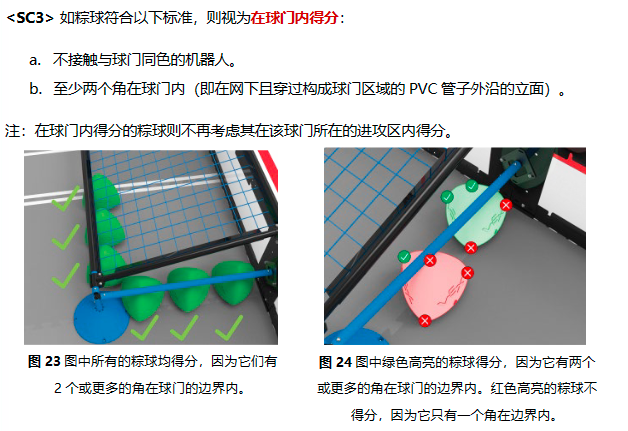 <SC3> 如粽球符合以下标准，则视为在球门内得分：
a. 不接触与球门同色的机器人。
b. 至少两个角在球门内（即在网下且穿过构成球门区域的 PVC 管子外沿的立面）。
注：在球门内得分的粽球则不再考虑其在该球门所在的进攻区内得分。
图 23 图中所有的粽球均得分，因为它们有
2 个或更多的角在球门的边界内。
图 24 图中绿色高亮的粽球得分，因为它有两个
或更多的角在球门的边界内。红色高亮的粽球不
得分，因为它只有一个角在边界内。